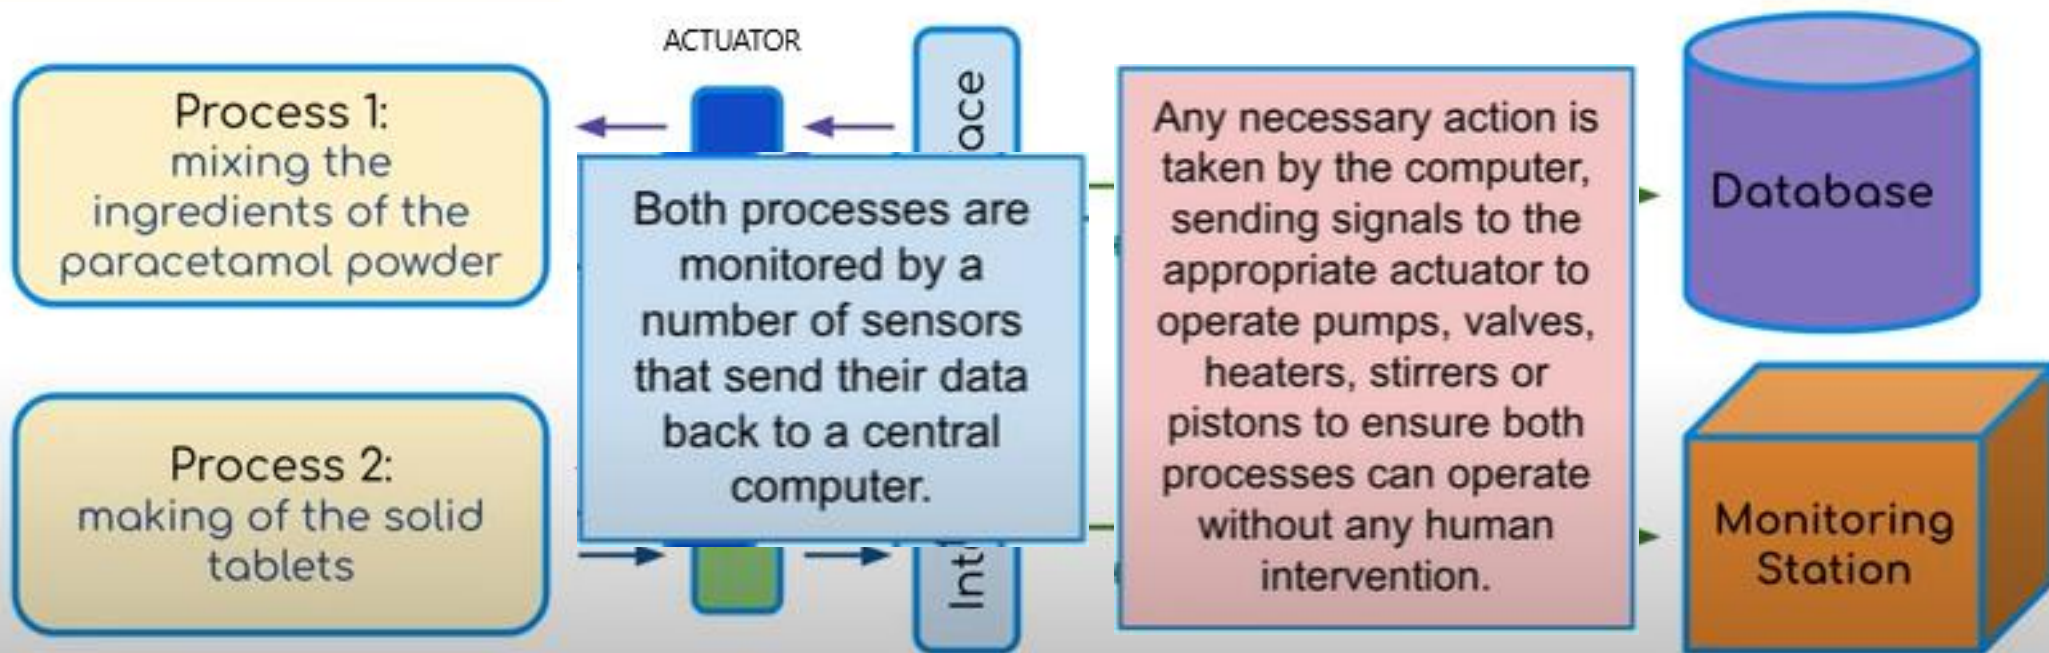 ACTUATOR
Process 1:
mixing the
ingredients of the
paracetamol powder
Process 2:
making of the solid
tablets
Both processes are
monitored by a
number of sensors
that send their data
back to a central
computer.
Any necessary action is
taken by the computer,
sending signals to the
appropriate actuator to
operate pumps, valves,
heaters, stirrers or
pistons to ensure both
processes can operate
without any human
intervention.
Database
Monitoring
Station